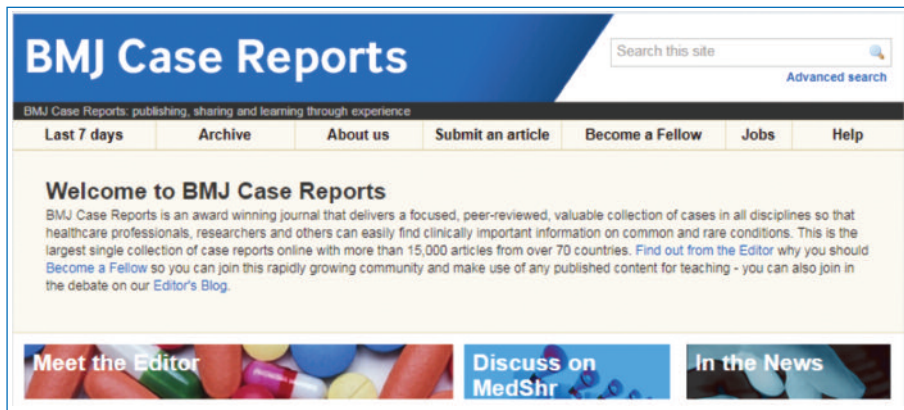 BMJ Case Reports
Search this site
Advanced search
BMJ Case Reports: publishing, sharing and learning through experience
Last 7 days Archive About us Submit an article Become a Fellow Jobs Help
Welcome to BMJ Case Reports
BMJ Case Reports is an award winning journal that delivers a focused, peer-reviewed, valuable collection of cases in all disciplines so that
healthcare professionals, researchers and others can easily find clinically important information on common and rare conditions. This is the
largest single collection of case reports online with more than 15,000 articles from over 70 countries. Find out from the Editor why you should
Become a Fellow so you can join this rapidly growing community and make use of any published content for teaching - you can also join in
the debate on our Editor's Blog.
Meet the Editor
Discuss on
MedShr
In the News